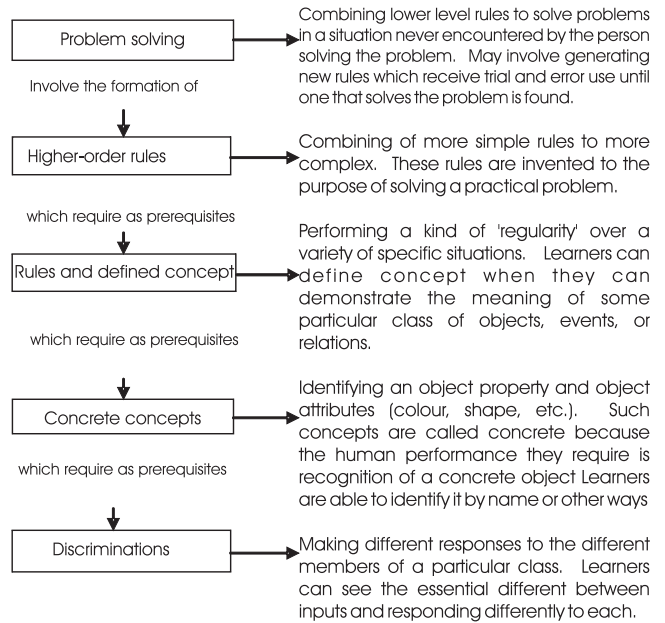 Problem solving
Combining lower level rules to solve problems
in a situation never encountered by the person
solving the problem. May involve generating
new rules which receive trial and error use until
one that solves the problem is found.
Involve the formation of
Higher-order rules
Combining of more simple rules to more
complex. These rules are invented to the
purpose of solving a practical problem.
which require as prerequisites
Rules and defined concept
Performing a kind of 'regularity' over a
variety of specific situations. Learners can
define concept when they can
demonstrate the meaning of some
particular class of objects, events, or
relations.
which require as prerequisites
Concrete concepts
Identifying an object property and object
attributes (colour, shape, etc.). Such
concepts are called concrete because
the human performance they require is
recognition of a concrete object Learners
are able to identify it by name or other ways
which require as prerequisites
Discriminations
Making different responses to the different
members of a particular class. Learners
can see the essential different between
inputs and responding differently to each.